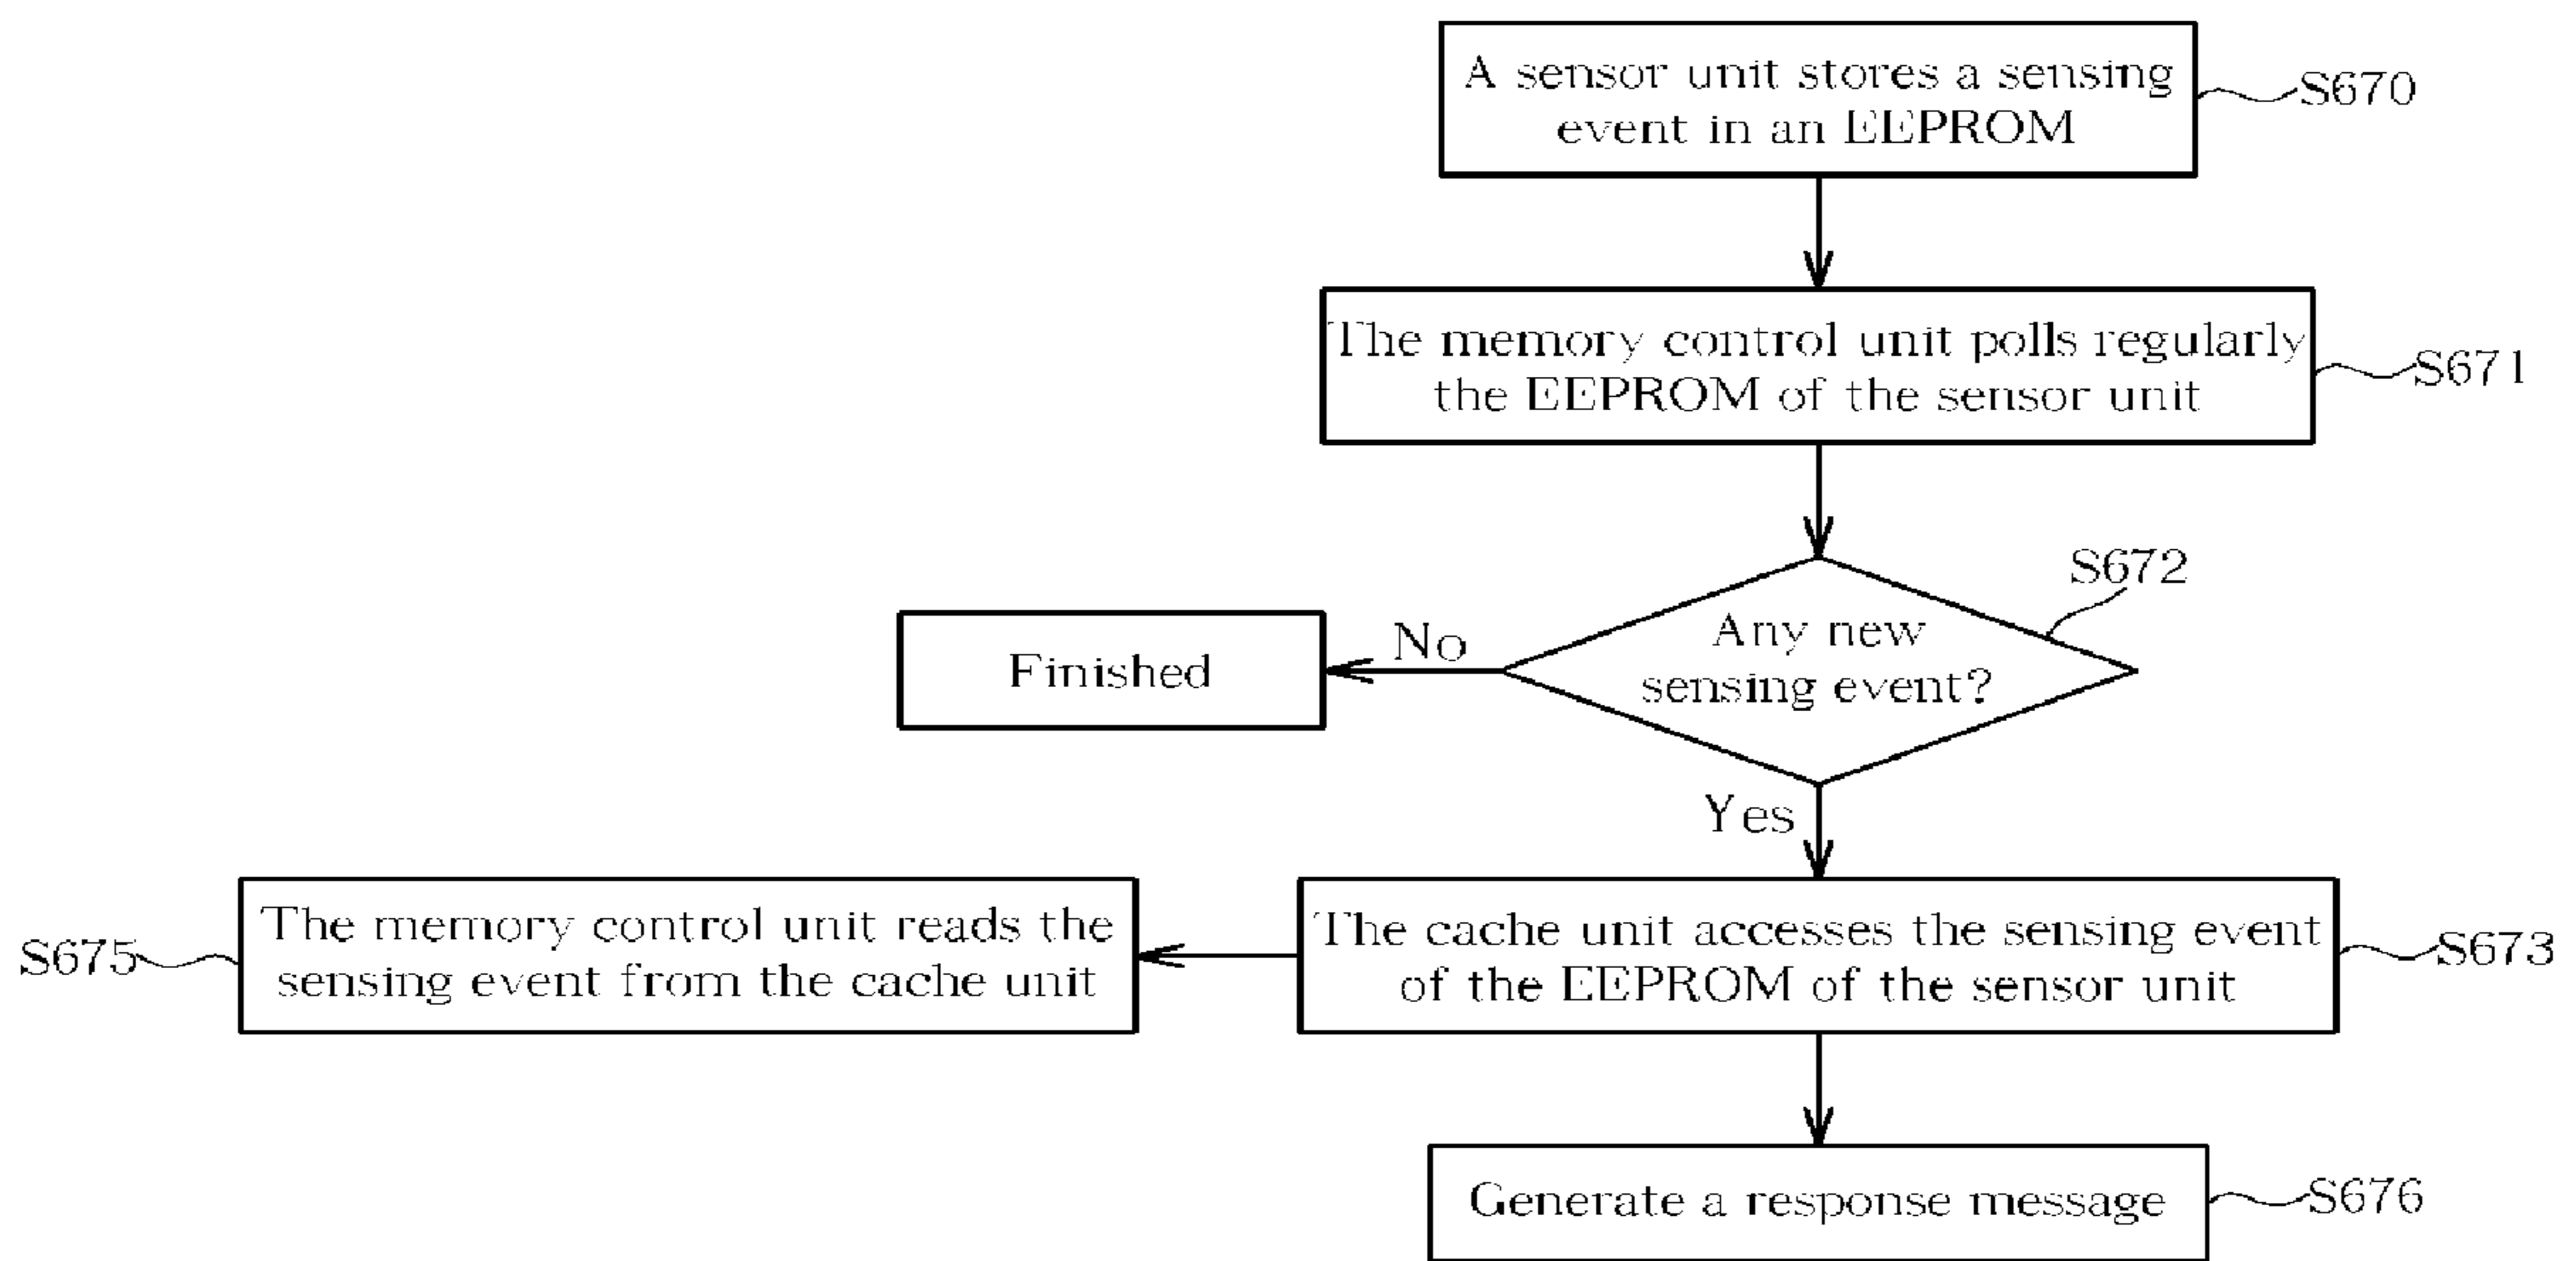 A sensor unit stores a sensing
event in an EEPROM
S670
The memory control unit polls regularly
the EEPROM of the sensor unit
S671
S672
Any new
sensing event?
No
Finished
Yes
The cache unit accesses the sensing event
of the EEPROM of the sensor unit
S673
The memory control unit reads the
sensing event from the cache unit
S675
Generate a response message
S676